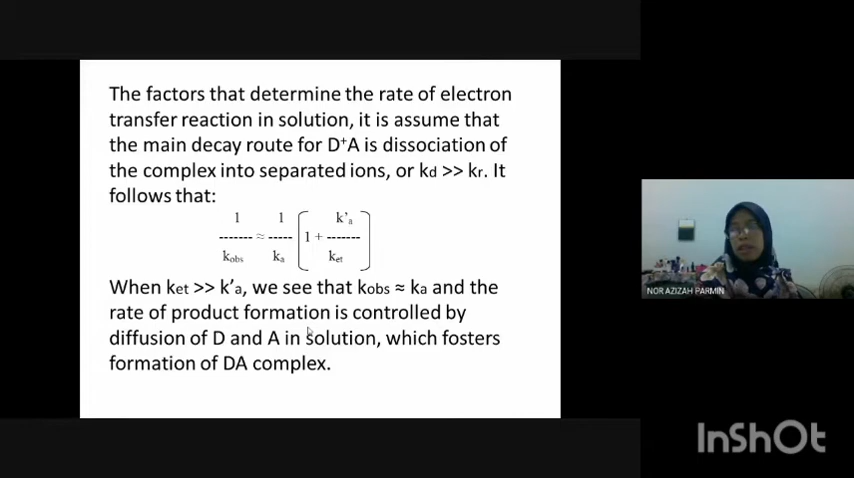 The factors that determine the rate of electron
transfer reaction in solution, it is assume that
the main decay route for D⁺A is dissociation of
the complex into separated ions, or kd >> kr. It
follows that:
1 1 k'a
------- ≈ ----- [ 1 + ------- ]
kobs ka ket
When ket >> k'a, we see that kobs ≈ ka and the
rate of product formation is controlled by
diffusion of D and A in solution, which fosters
formation of DA complex.
NOR AZIZAH PARMIN
InShOt